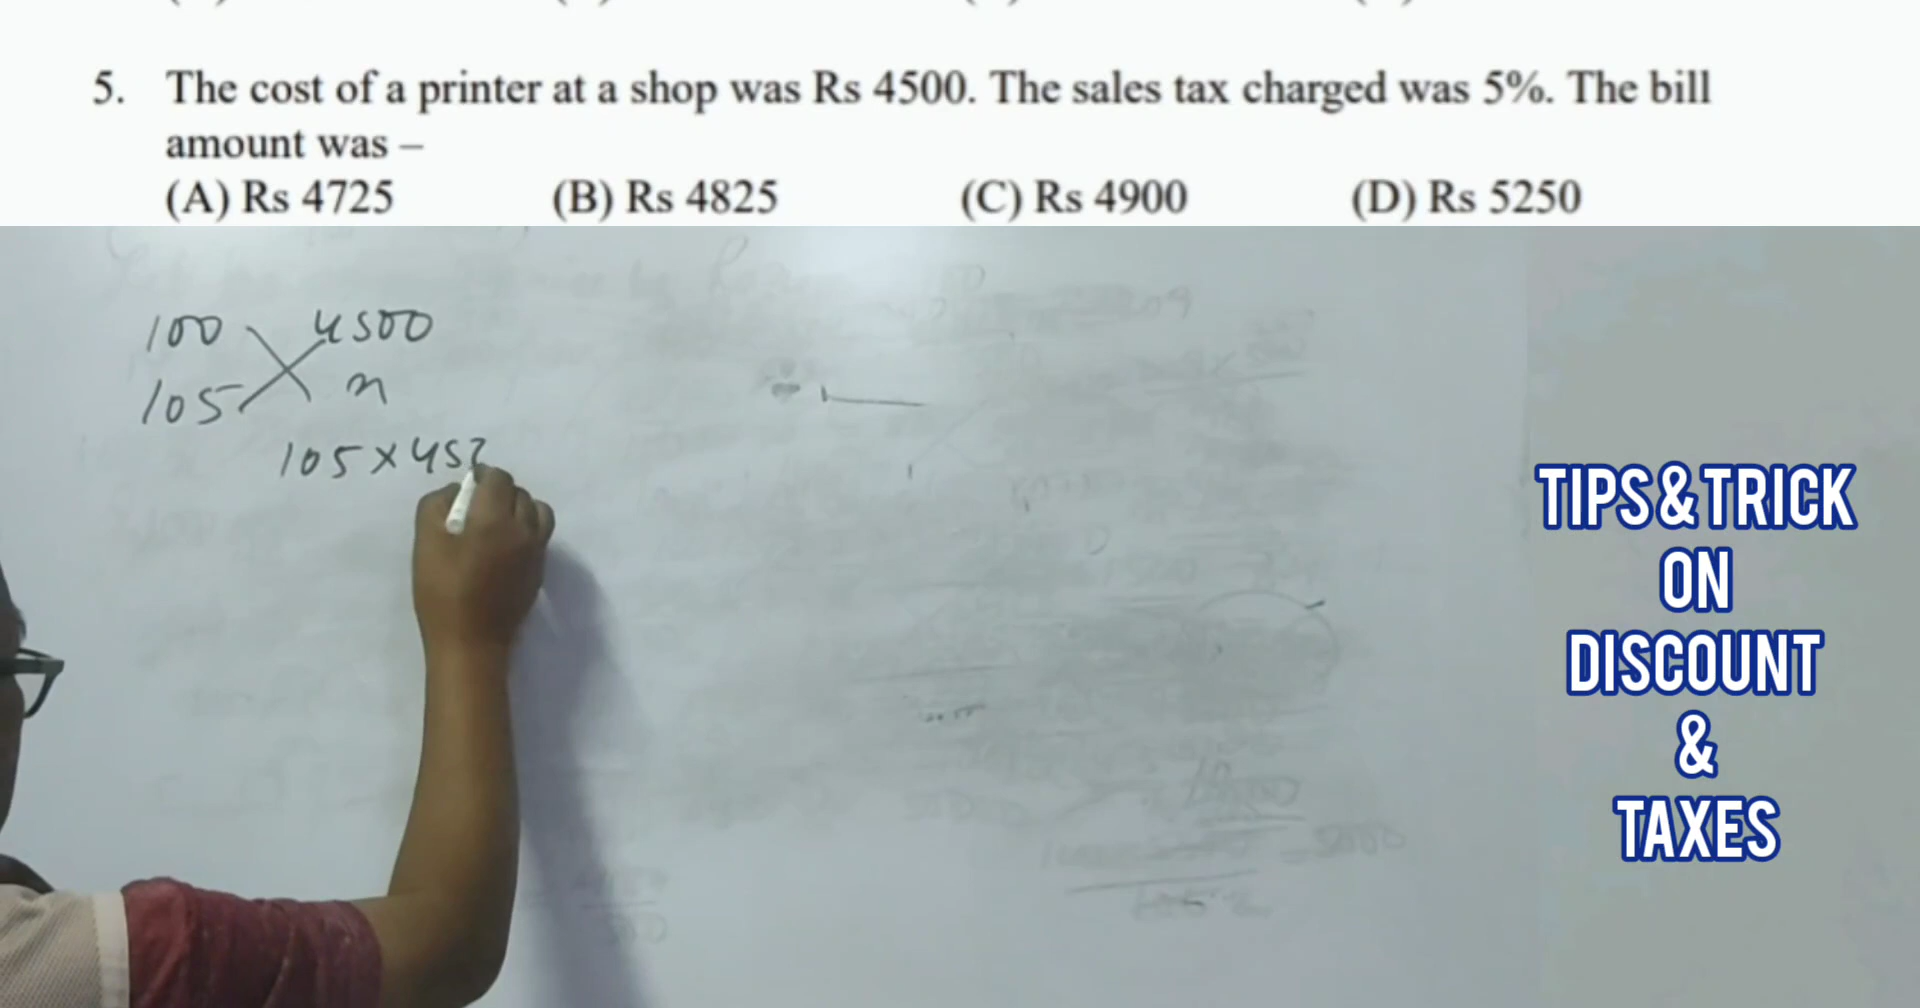 5. The cost of a printer at a shop was Rs 4500. The sales tax charged was 5%. The bill
amount was –
(A) Rs 4725 (B) Rs 4825 (C) Rs 4900 (D) Rs 5250
100 4500
105 x
105 × 45
TIPS & TRICK
ON
DISCOUNT
&
TAXES